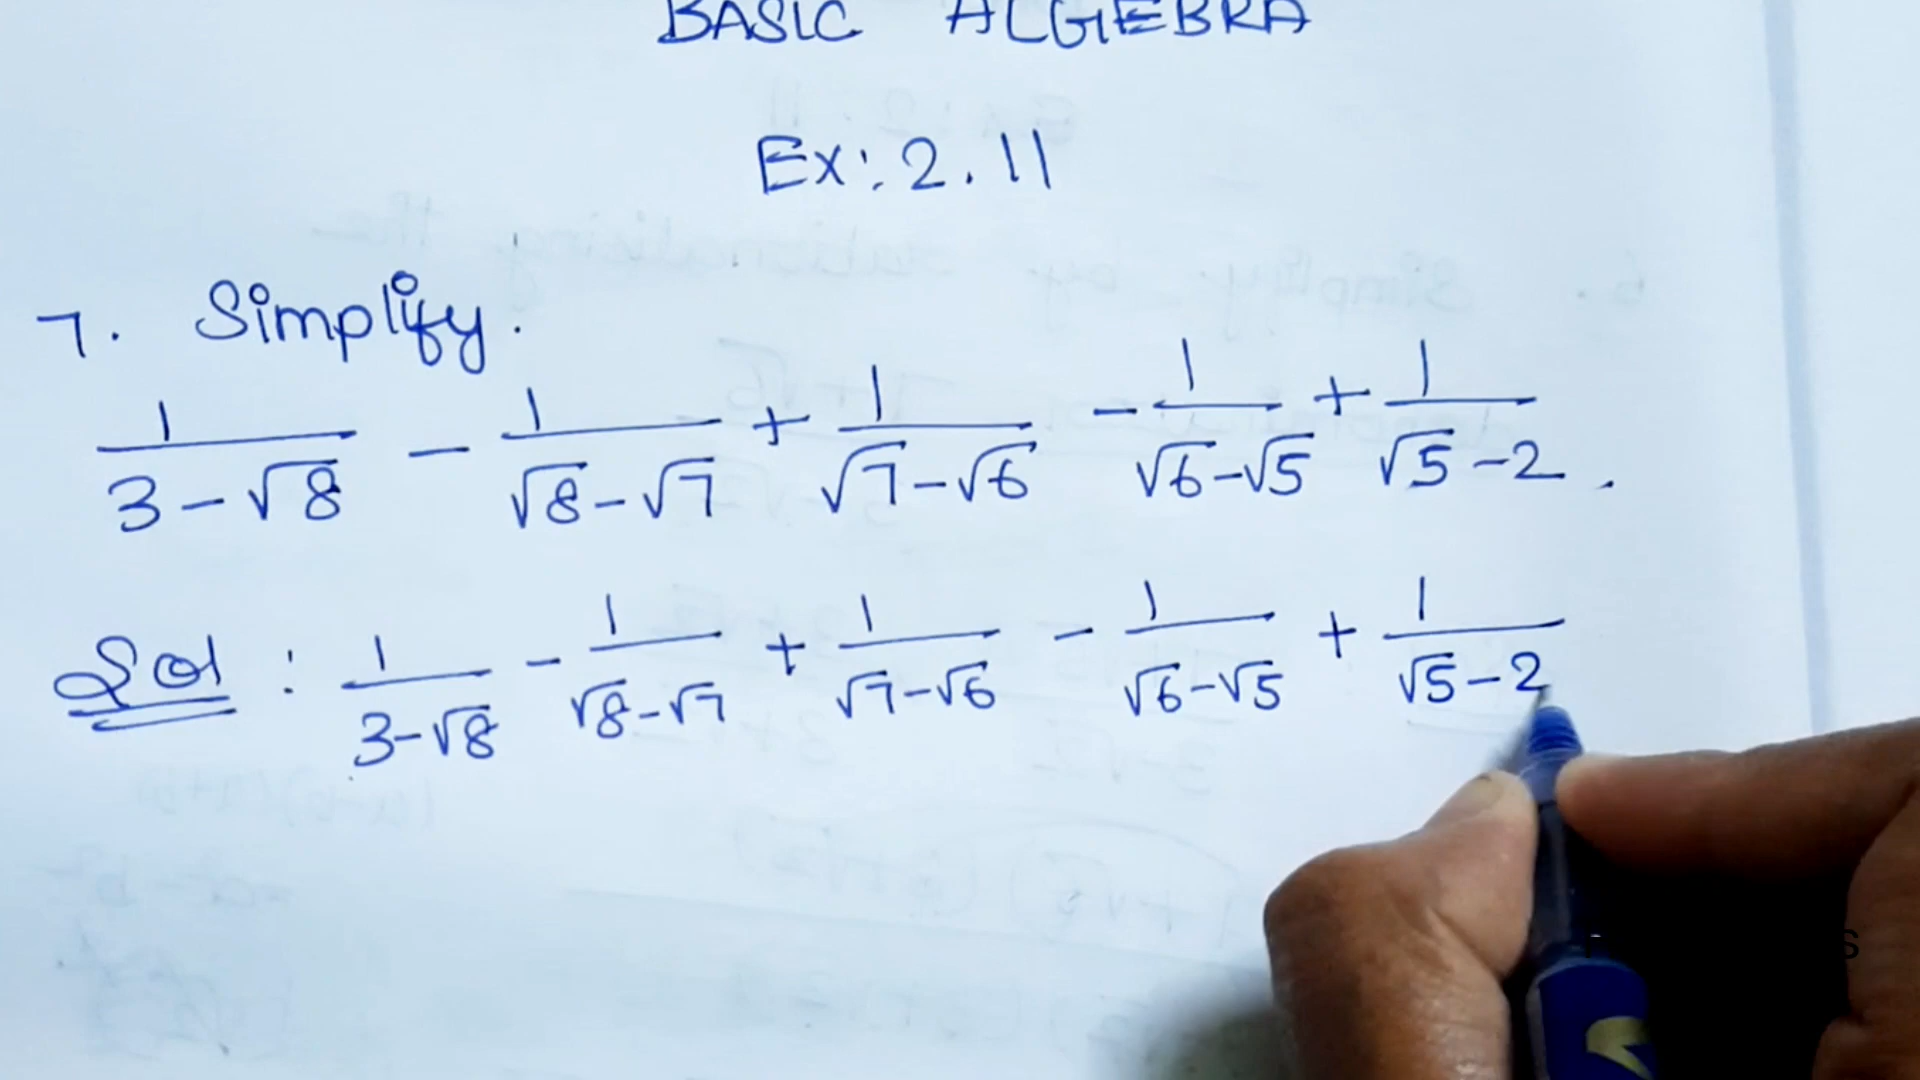 BASIC ALGEBRA
Ex: 2.11
7. Simplify.
1/(3-√8) - 1/(√8-√7) + 1/(√7-√6) - 1/(√6-√5) + 1/(√5-2).
Sol : 1/(3-√8) - 1/(√8-√7) + 1/(√7-√6) - 1/(√6-√5) + 1/(√5-2